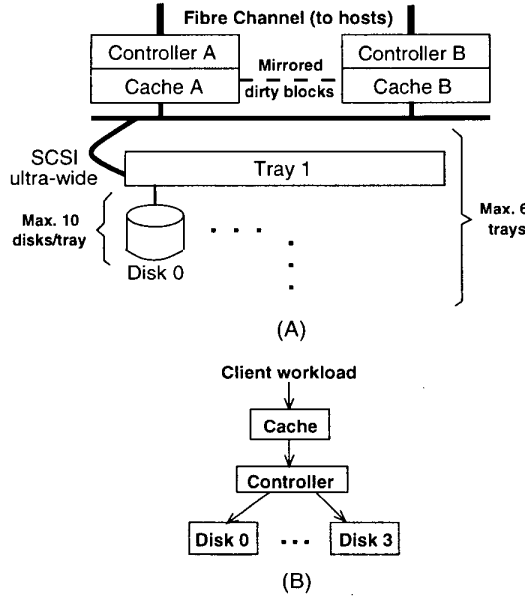 Fibre Channel (to hosts)
Controller A
Controller B
Mirrored
Cache A
Cache B
dirty blocks
SCSI
ultra-wide
Tray 1
Max. 10
disks/tray
Max. 6
trays
Disk 0
(A)
Client workload
Cache
Controller
Disk 0
Disk 3
(B)